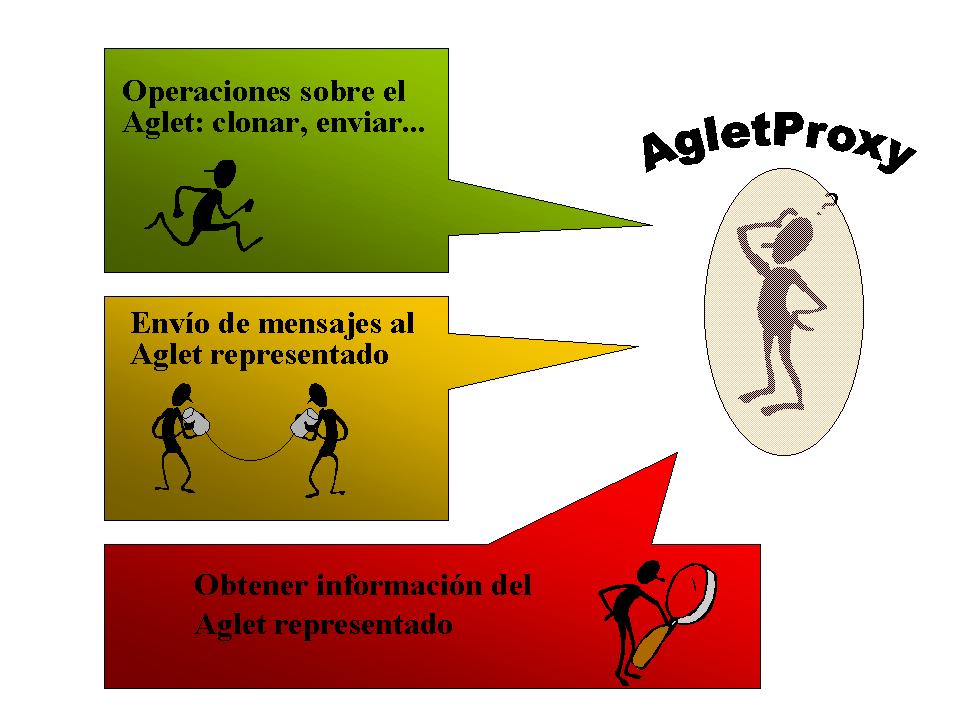 Operaciones sobre el
Aglet: clonar, enviar...
AgletProxy
?
Envío de mensajes al
Aglet representado
Obtener información del
Aglet representado